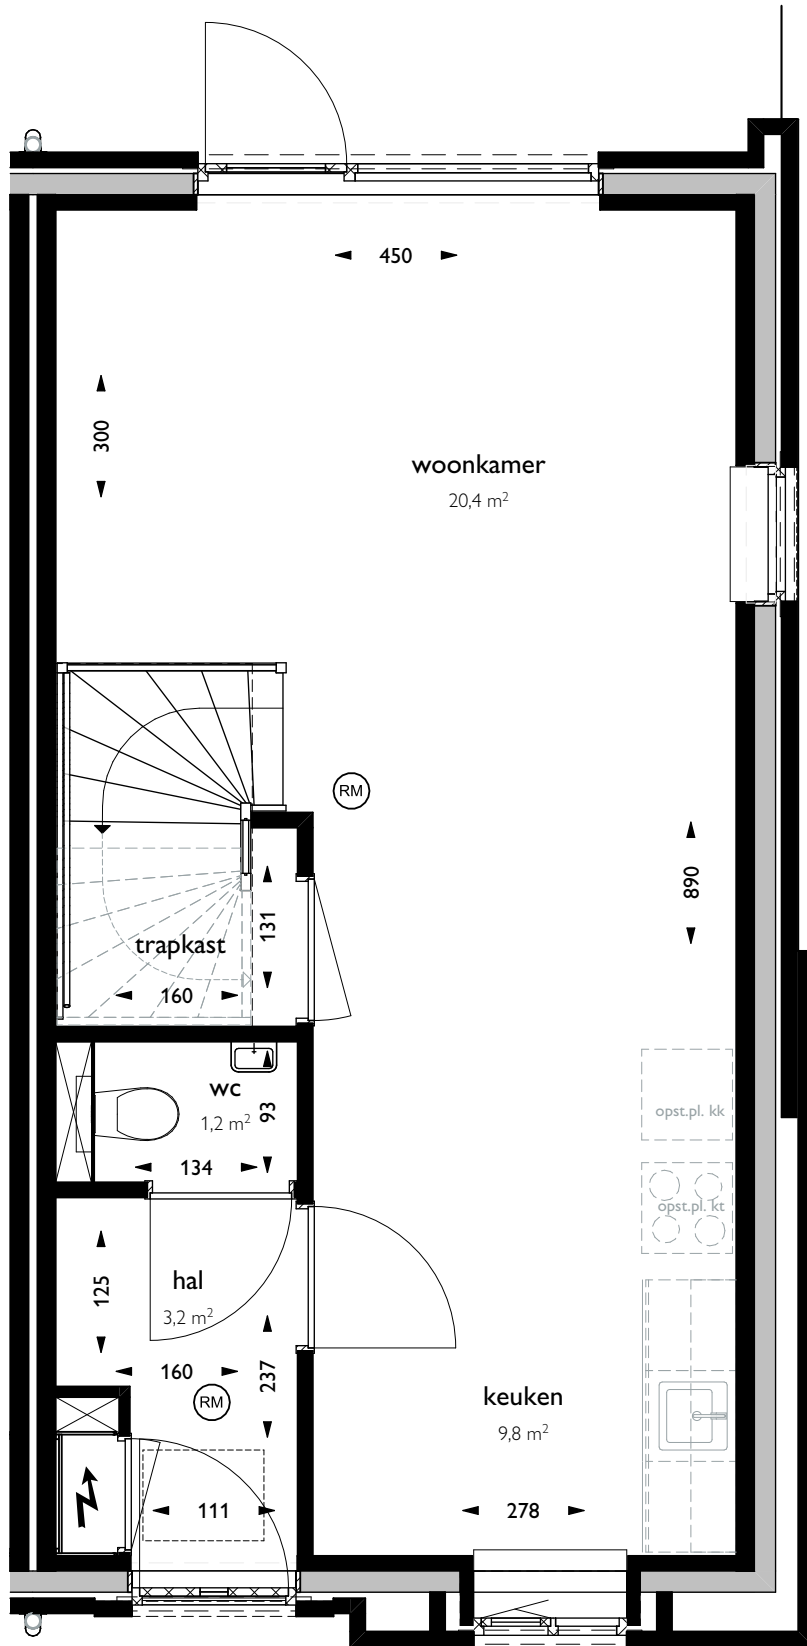 450
300
woonkamer
20,4 m²
RM
890
131
trapkast
160
opst.pl. kk
wc
1,2 m²
93
134
opst.pl. kt
125
hal
3,2 m²
160
237
RM
keuken
9,8 m²
111
278